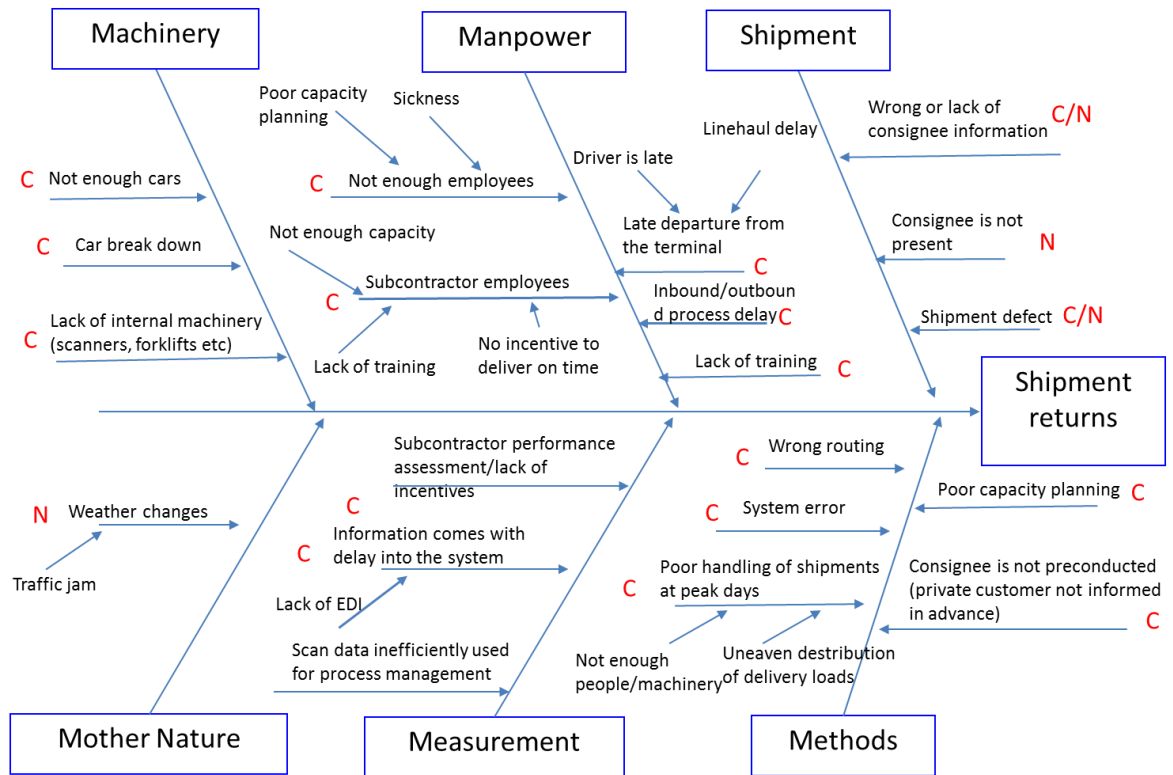 Machinery
Manpower
Shipment
Poor capacity
planning
Sickness
Linehaul delay
Wrong or lack of
consignee information
C/N
Driver is late
C
Not enough cars
C
Not enough employees
Late departure from
the terminal
C
Consignee is not
present
N
Not enough capacity
C
Car break down
C
Subcontractor employees
Inbound/outboun
d process delay
C
Shipment defect
C/N
C
Lack of internal machinery
(scanners, forklifts etc)
Lack of training
No incentive to
deliver on time
Lack of training
C
Shipment
returns
Subcontractor performance
assessment/lack of
incentives
C
C
Wrong routing
Poor capacity planning
C
N
Weather changes
Traffic jam
C
Information comes with
delay into the system
Lack of EDI
C
System error
C
Poor handling of shipments
at peak days
Consignee is not preconducted
(private customer not informed
in advance)
C
Scan data inefficiently used
for process management
Not enough
people/machinery
Uneaven destribution
of delivery loads
Mother Nature
Measurement
Methods